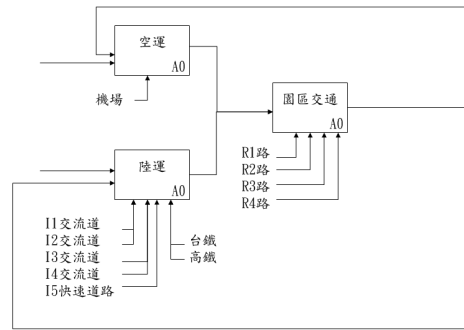 空運
A0
機場
園區交通
A0
R1路
R2路
R3路
R4路
陸運
A0
I1交流道
I2交流道
I3交流道
I4交流道
I5快速道路
台鐵
高鐵